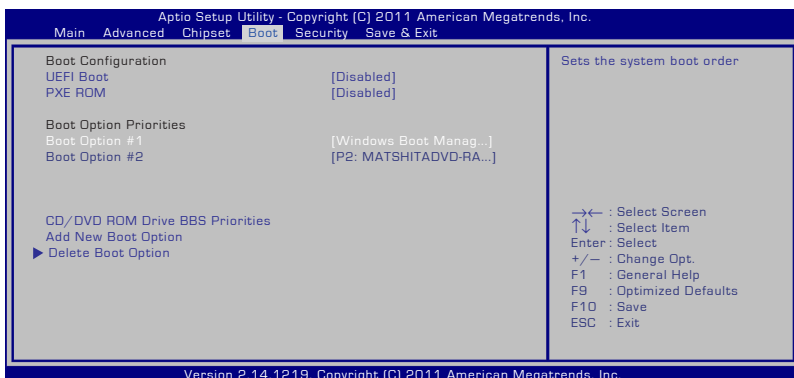 Aptio Setup Utility - Copyright (C) 2011 American Megatrends, Inc.
Main Advanced Chipset Boot Security Save & Exit
Boot Configuration
UEFI Boot [Disabled]
PXE ROM [Disabled]
Boot Option Priorities
Boot Option #1 [Windows Boot Manag...]
Boot Option #2 [P2: MATSHITADVD-RA...]
CD/DVD ROM Drive BBS Priorities
Add New Boot Option
▶ Delete Boot Option
Sets the system boot order
→← : Select Screen
↑↓ : Select Item
Enter : Select
+/— : Change Opt.
F1 : General Help
F9 : Optimized Defaults
F10 : Save
ESC : Exit
Version 2.14.1219. Copyright (C) 2011 American Megatrends, Inc.